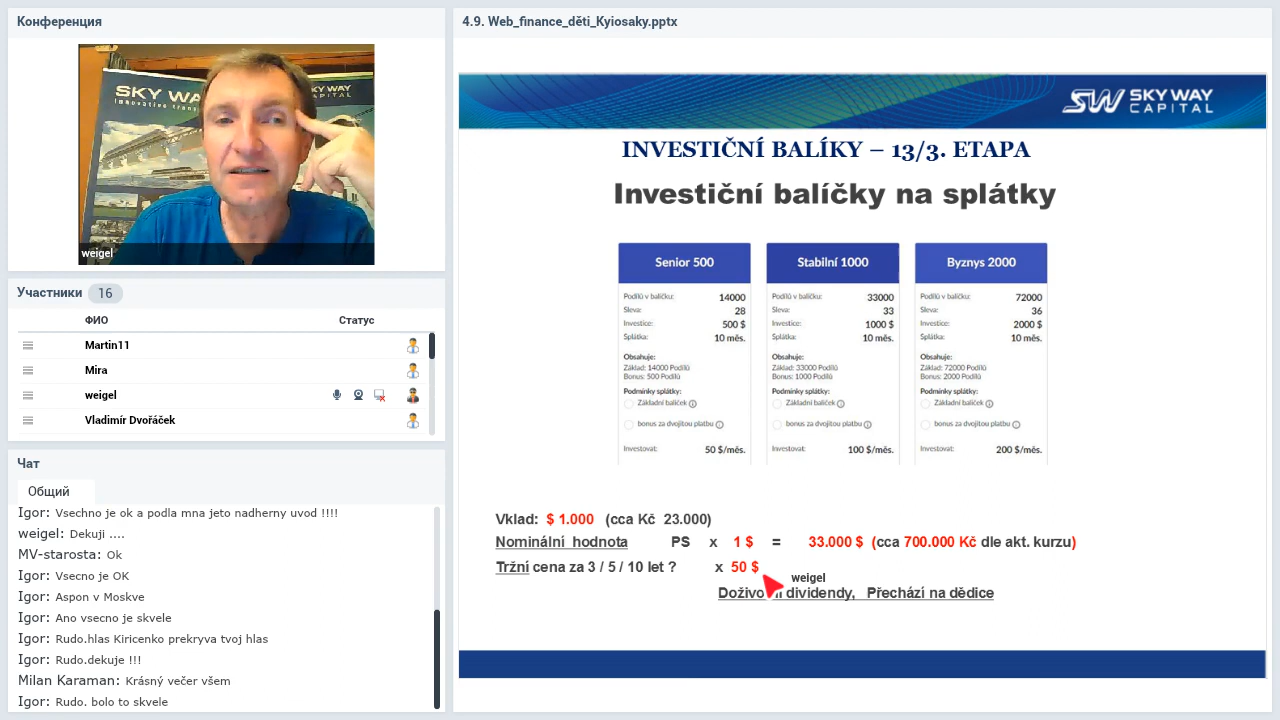 Конференция
SKY WA
KY WAY
weigel
Участники 16
ФИО Статус
Martin11
Mira
weigel
Vladimír Dvořáček
Чат
Общий
Igor: Vsechno je ok a podla mna jeto nadherny uvod !!!!
weigel: Dekuji ....
MV-starosta: Ok
Igor: Vsecno je OK
Igor: Aspon v Moskve
Igor: Ano vsecno je skvele
Igor: Rudo.hlas Kiricenko prekryva tvoj hlas
Igor: Rudo.dekuje !!!
Milan Karaman: Krásný večer všem
Igor: Rudo. bolo to skvele
4.9. Web_finance_děti_Kyiosaky.pptx
SW SKY WAY
CAPITAL
INVESTIČNÍ BALÍKY – 13/3. ETAPA
Investiční balíčky na splátky
Senior 500
Podílů v balíčku: 14000
Sleva: 28
Investice: 500 $
Splátka: 10 měs.
Obsahuje:
Základ: 14000 Podílů
Bonus: 500 Podílů
Podmínky splátky:
Základní balíček
bonus za dvojitou platbu
Investovat: 50 $/měs.
Stabilní 1000
Podílů v balíčku: 33000
Sleva: 33
Investice: 1000 $
Splátka: 10 měs.
Obsahuje:
Základ: 33000 Podílů
Bonus: 1000 Podílů
Podmínky splátky:
Základní balíček
bonus za dvojitou platbu
Investovat: 100 $/měs.
Byznys 2000
Podílů v balíčku: 72000
Sleva: 36
Investice: 2000 $
Splátka: 10 měs.
Obsahuje:
Základ: 72000 Podílů
Bonus: 2000 Podílů
Podmínky splátky:
Základní balíček
bonus za dvojitou platbu
Investovat: 200 $/měs.
Vklad: $ 1.000 (cca Kč 23.000)
Nominální hodnota PS x 1 $ = 33.000 $ (cca 700.000 Kč dle akt. kurzu)
Tržní cena za 3 / 5 / 10 let ? x 50 $
weigel
dividendy, Přechází na dědice